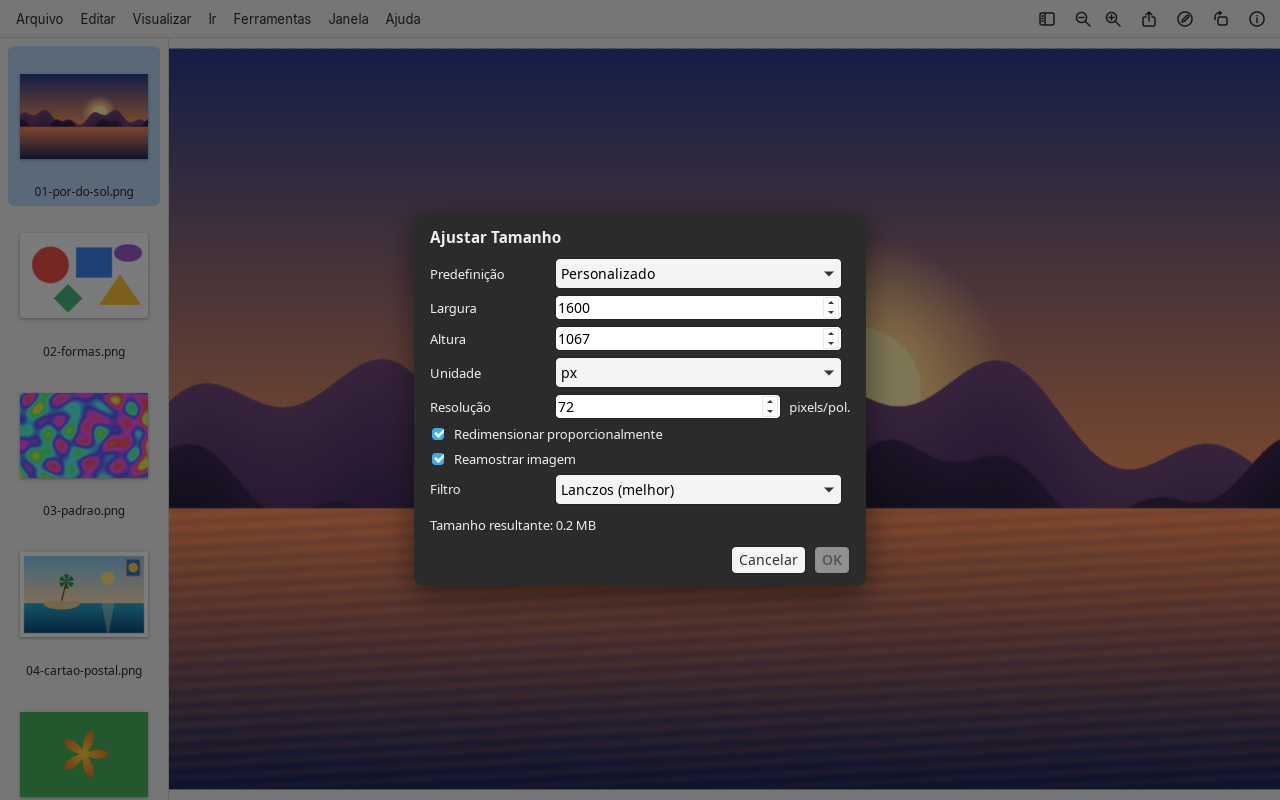 Arquivo Editar Visualizar Ir Ferramentas Janela Ajuda
01-por-do-sol.png
02-formas.png
03-padrao.png
04-cartao-postal.png
Ajustar Tamanho
Predefinição Personalizado
Largura 1600
Altura 1067
Unidade px
Resolução 72 pixels/pol.
Redimensionar proporcionalmente
Reamostrar imagem
Filtro Lanczos (melhor)
Tamanho resultante: 0.2 MB
Cancelar OK